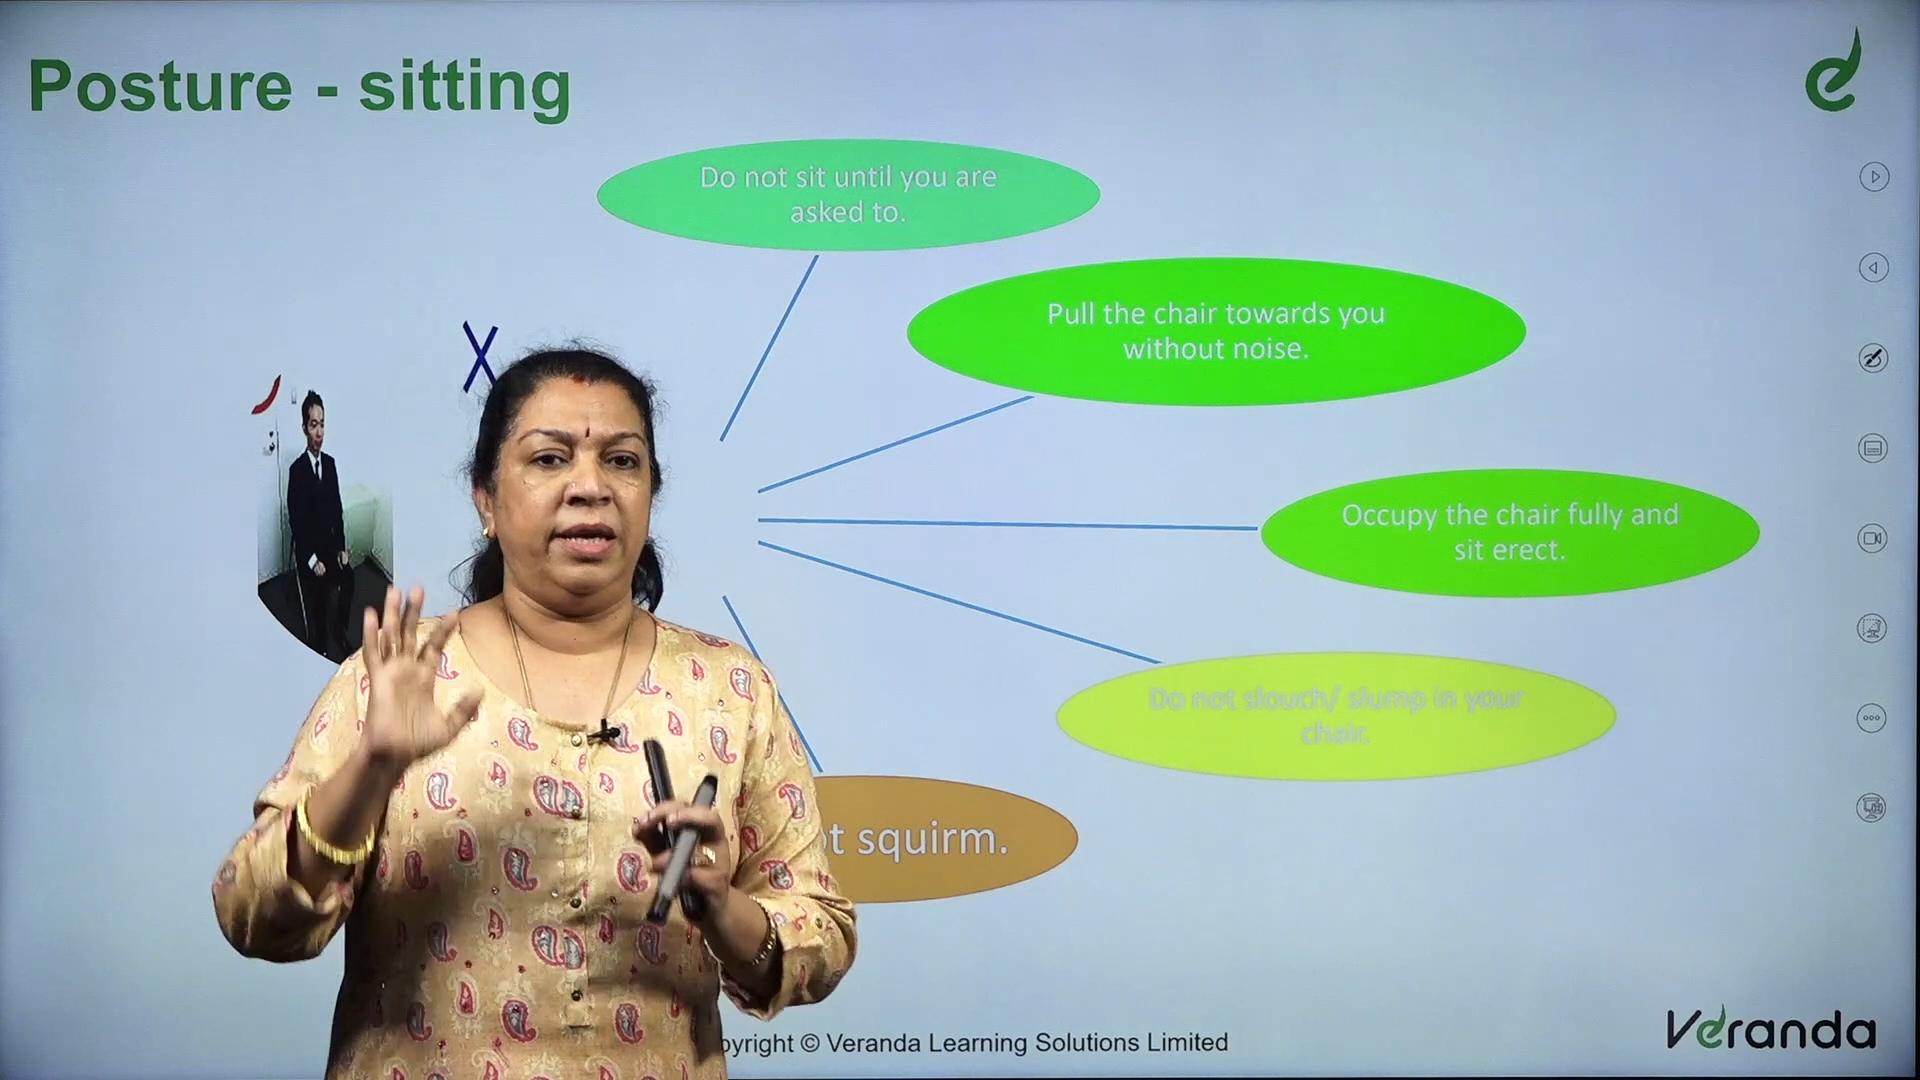 Posture - sitting
Do not sit until you are
asked to.
Pull the chair towards you
without noise.
X
Occupy the chair fully and
sit erect.
Do not slouch/ slump in your
chair.
squirm.
© Veranda Learning Solutions Limited
Veranda